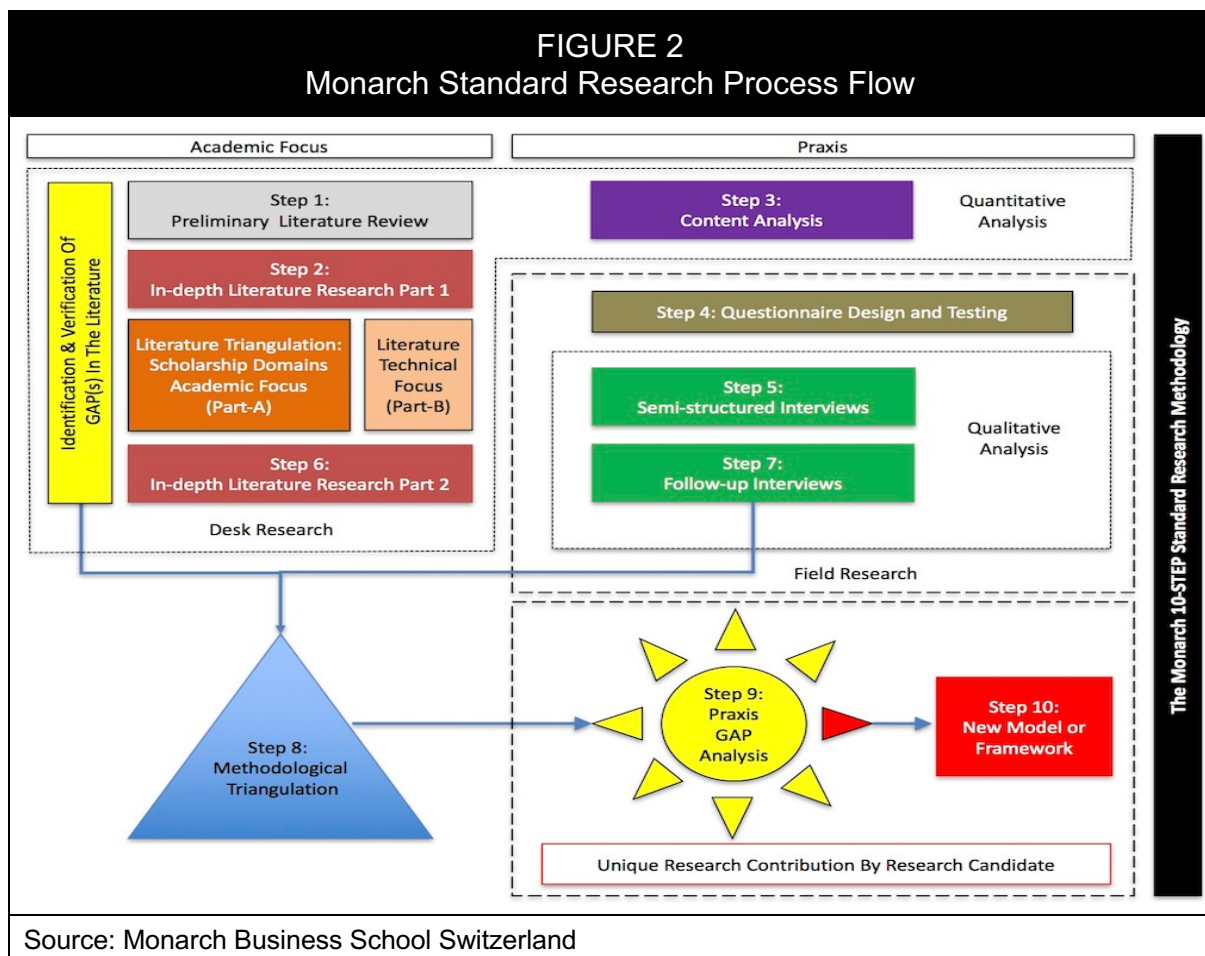 FIGURE 2
Monarch Standard Research Process Flow
Academic Focus
Praxis
Identification & Verification Of
GAP(s) In The Literature
Step 1:
Preliminary Literature Review
Step 2:
In-depth Literature Research Part 1
Literature Triangulation:
Scholarship Domains
Academic Focus
(Part-A)
Literature
Technical
Focus
(Part-B)
Step 6:
In-depth Literature Research Part 2
Desk Research
Step 3:
Content Analysis
Quantitative
Analysis
Step 4: Questionnaire Design and Testing
Step 5:
Semi-structured Interviews
Step 7:
Follow-up Interviews
Qualitative
Analysis
Field Research
Step 8:
Methodological
Triangulation
Step 9:
Praxis
GAP
Analysis
Step 10:
New Model or
Framework
Unique Research Contribution By Research Candidate
The Monarch 10-STEP Standard Research Methodology
Source: Monarch Business School Switzerland